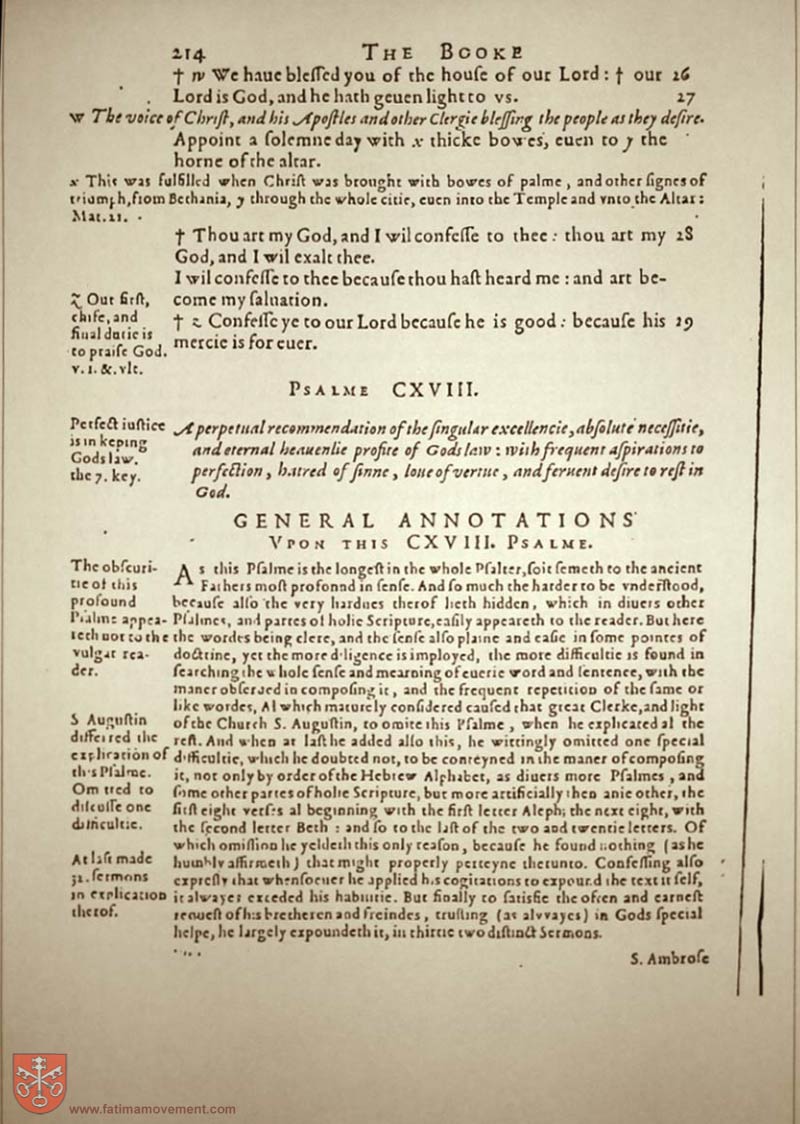 214 THE BOOKE
† w We haue bleſſed you of the houſe of our Lord: † our 26
Lord is God, and he hath geuen light to vs. 27
w The voice of Chriſt, and his Apoſtles and other Clergie bleſſing the people as they deſire.
Appoint a ſolemne day with x thicke bowes, euen to y the
horne of the altar.
x This was fulfilled when Chriſt was brought with bowes of palme, and other ſignes of
triumph, from Bethania, y through the whole citie, euen into the Temple and vnto the Altar:
Mat. 21.
† Thou art my God, and I wil confeſſe to thee: thou art my 28
God, and I wil exalt thee.
I wil confeſſe to thee becauſe thou haſt heard me: and art be-
come my ſaluation.
† z Confeſſe ye to our Lord becauſe he is good: becauſe his 29
mercie is for euer.
z Our firſt,
chife, and
final dutie is
to praiſe God.
v. 1. &. vlt.
PSALME CXVIII.
Perfect iuſtice
is in keping
Gods law.
the 7. key.
A perpetual recommendation of the ſingular excellencie, abſolute neceſſitie,
and eternal heauenlie profite of Gods law: with frequent aſpirations to
perfection, hatred of ſinne, loue of vertue, and feruent deſire to reſt in
God.
GENERAL ANNOTATIONS
VPON THIS CXVIII. PSALME.
The obſcuri-
tie of this
profound
Pſalme appea-
reth not to the
vulgar rea-
der.
S Auguſtin
differred the
explication of
this Pſalme.
Omitted to
diſcuſſe one
difficultie.
At laſt made
32. ſermons
in explication
therof.
As this Pſalme is the longeſt in the whole Pſalter, ſo it ſemeth to the ancient
Fathers moſt profound in ſenſe. And ſo much the harder to be vnderſtood,
becauſe alſo the very hardnes therof lieth hidden, which in diuers other
Pſalmes, and partes of holie Scripture, eaſily appeareth to the reader. But here
the wordes being clere, and the ſenſe alſo plaine and eaſie in ſome pointes of
doctrine, yet the more diligence is imployed, the more difficultie is found in
ſearching the whole ſenſe and meaning of euerie word and ſentence, with the
maner obſerued in compoſing it, and the frequent repetition of the ſame or
like wordes, Al which maturely conſidered cauſed that great Clerke, and light
of the Church S. Auguſtin, to omite this Pſalme, when he explicated al the
reſt. And when at laſt he added alſo this, he wittingly omitted one ſpecial
difficultie, which he doubted not, to be conteyned in the maner of compoſing
it, not only by order of the Hebrew Alphabet, as diuers more Pſalmes, and
ſome other partes of holie Scripture, but more artificially then anie other, the
firſt eight verſes al beginning with the firſt letter Aleph; the next eight, with
the ſecond letter Beth: and ſo to the laſt of the two and twentie letters. Of
which omiſſion he yeldeth this only reaſon, becauſe he found nothing (as he
humbly affirmeth) that might properly perteyne therunto. Confeſſing alſo
expreſly that whenſoeuer he applied his cogitations to expound the text it ſelf,
it alwayes exceded his habilitie. But finally to ſatiſfie the often and earneſt
requeſt of his bretheren and freindes, truſting (as alvvayes) in Gods ſpecial
helpe, he largely expoundeth it, in thirtie two diſtinct Sermons.
S. Ambroſe
www.fatimamovement.com